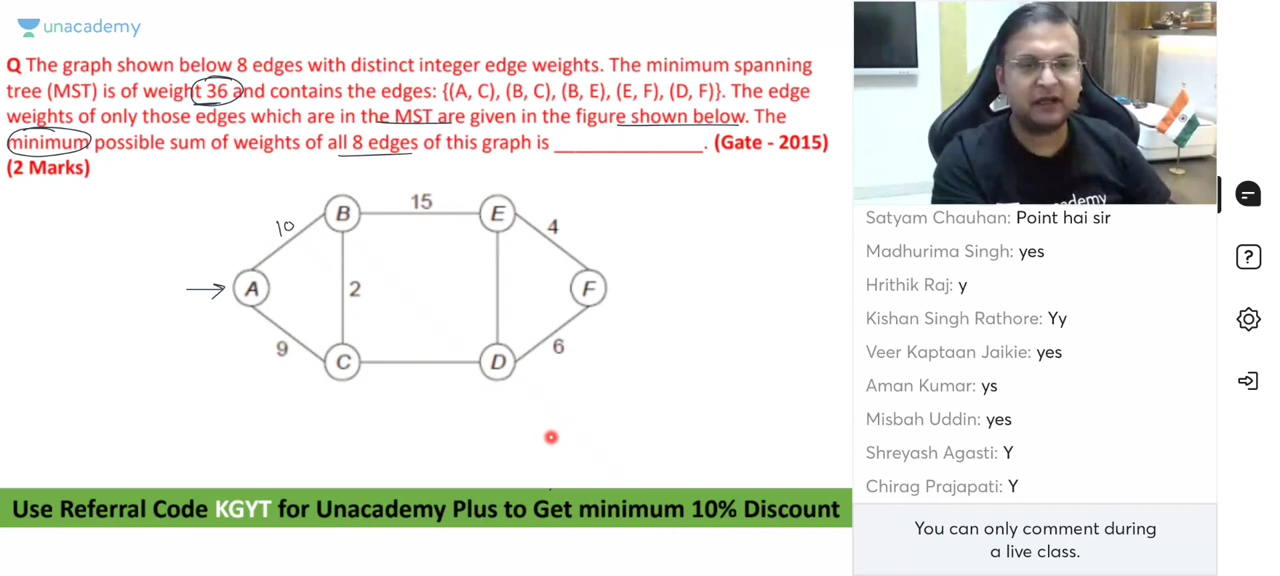 unacademy
Q The graph shown below 8 edges with distinct integer edge weights. The minimum spanning
tree (MST) is of weight 36 and contains the edges: {(A, C), (B, C), (B, E), (E, F), (D, F)}. The edge
weights of only those edges which are in the MST are given in the figure shown below. The
minimum possible sum of weights of all 8 edges of this graph is ________________. (Gate - 2015)
(2 Marks)
10
B
15
E
4
A
2
F
9
C
D
6
Use Referral Code KGYT for Unacademy Plus to Get minimum 10% Discount
demy
Satyam Chauhan: Point hai sir
Madhurima Singh: yes
Hrithik Raj: y
Kishan Singh Rathore: Yy
Veer Kaptaan Jaikie: yes
Aman Kumar: ys
Misbah Uddin: yes
Shreyash Agasti: Y
Chirag Prajapati: Y
You can only comment during
a live class.
?